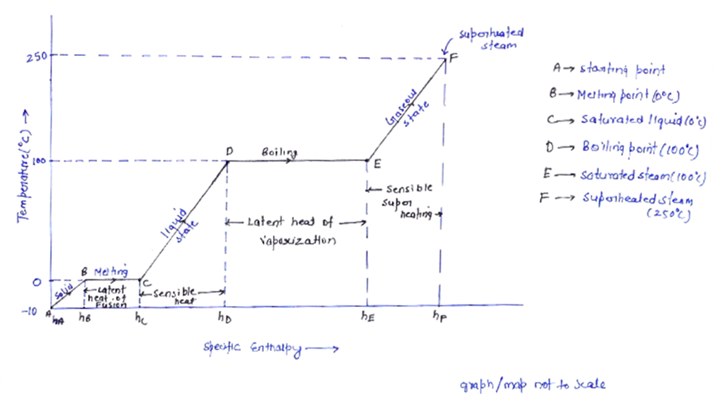 superheated
steam
250
F
Gaseous
state
A → starting point
B → Melting point (0°C)
C → Saturated liquid (0°C)
D → Boiling point (100°C)
E → saturated steam (100°C)
F → Superheated steam
(250°C)
Temperature (°C) →
D
Boiling
100
E
← Sensible
super
heating →
← Latent heat of →
vaporization
liquid
state
B Melting
0
C
solid
← Latent
heat of
Fusion →
← Sensible →
heat
-10
A
hA
hB
hC
hD
hE
hF
Specific Enthalpy →
graph/map not to scale